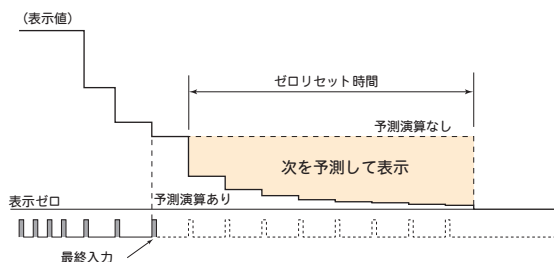 （表示値）
ゼロリセット時間
予測演算なし
次を予測して表示
表示ゼロ
予測演算あり
最終入力